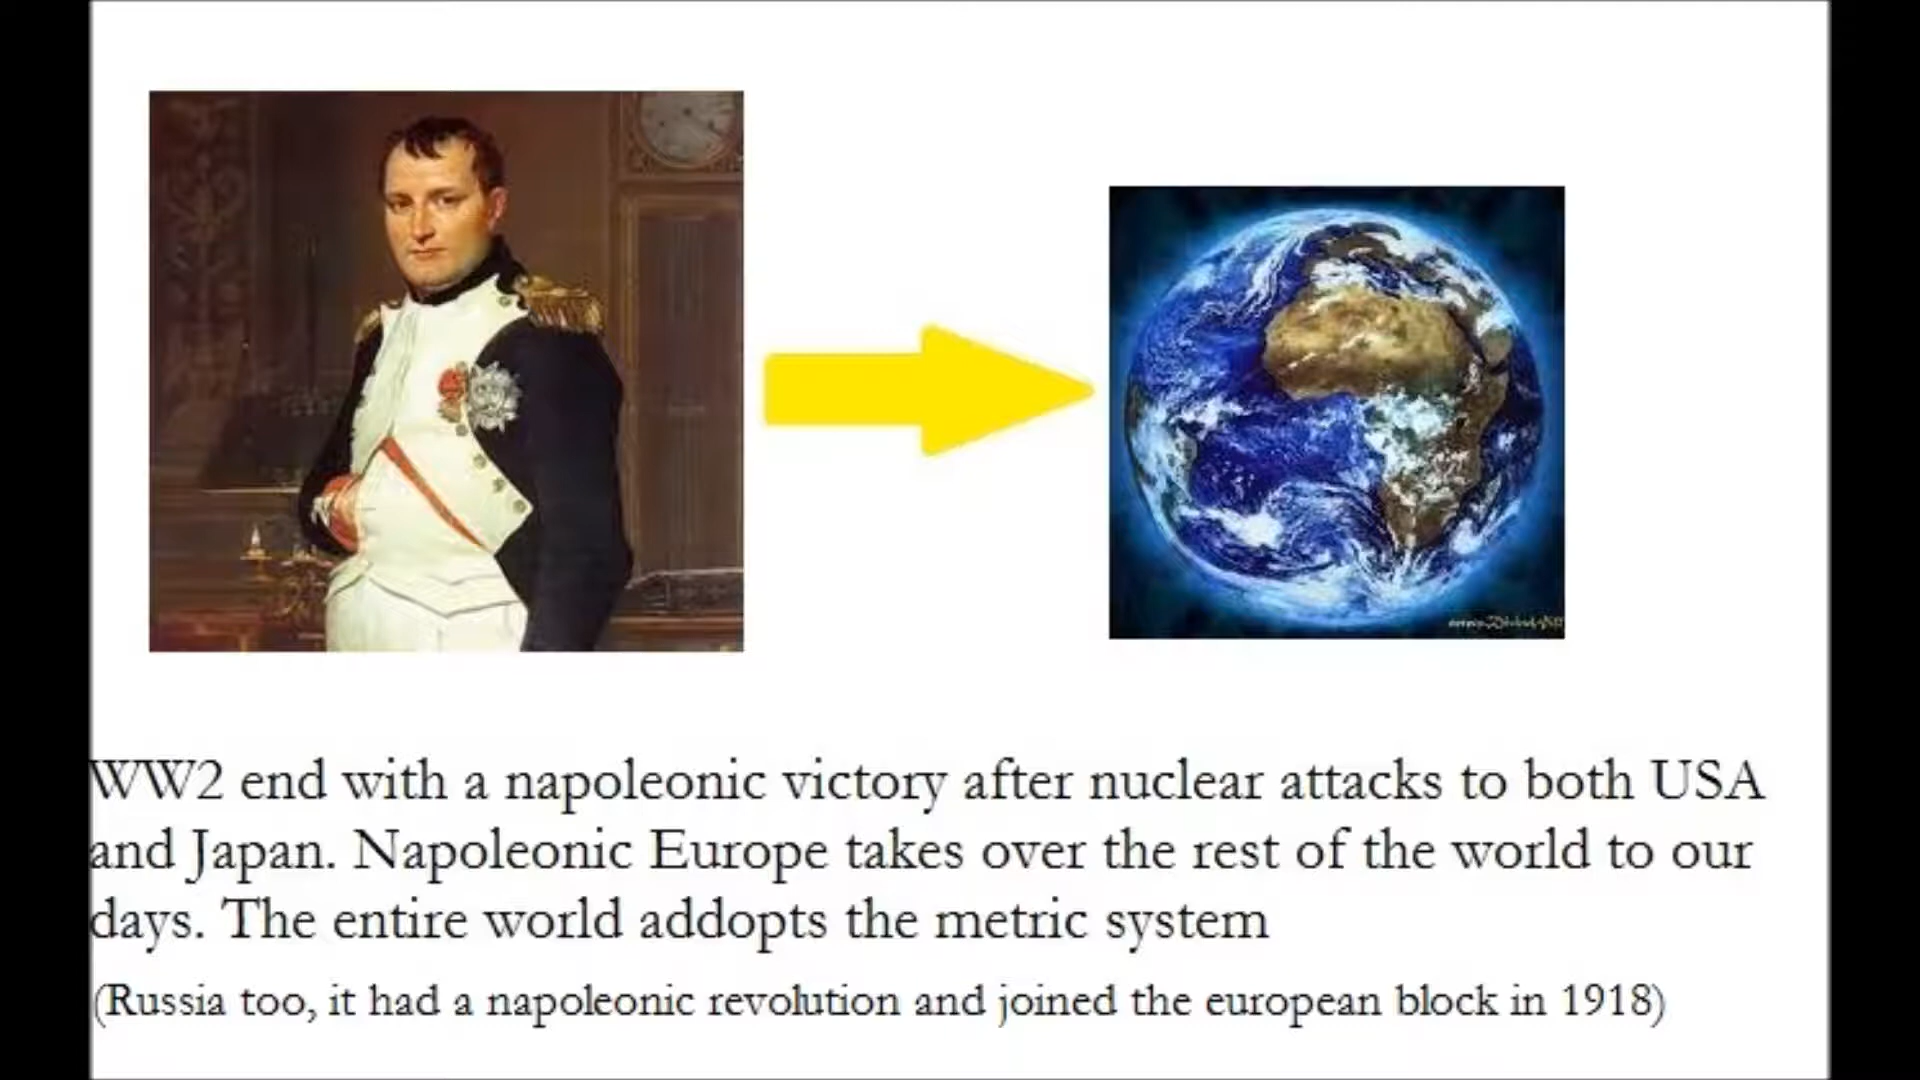 WW2 end with a napoleonic victory after nuclear attacks to both USA
and Japan. Napoleonic Europe takes over the rest of the world to our
days. The entire world addopts the metric system
(Russia too, it had a napoleonic revolution and joined the european block in 1918)